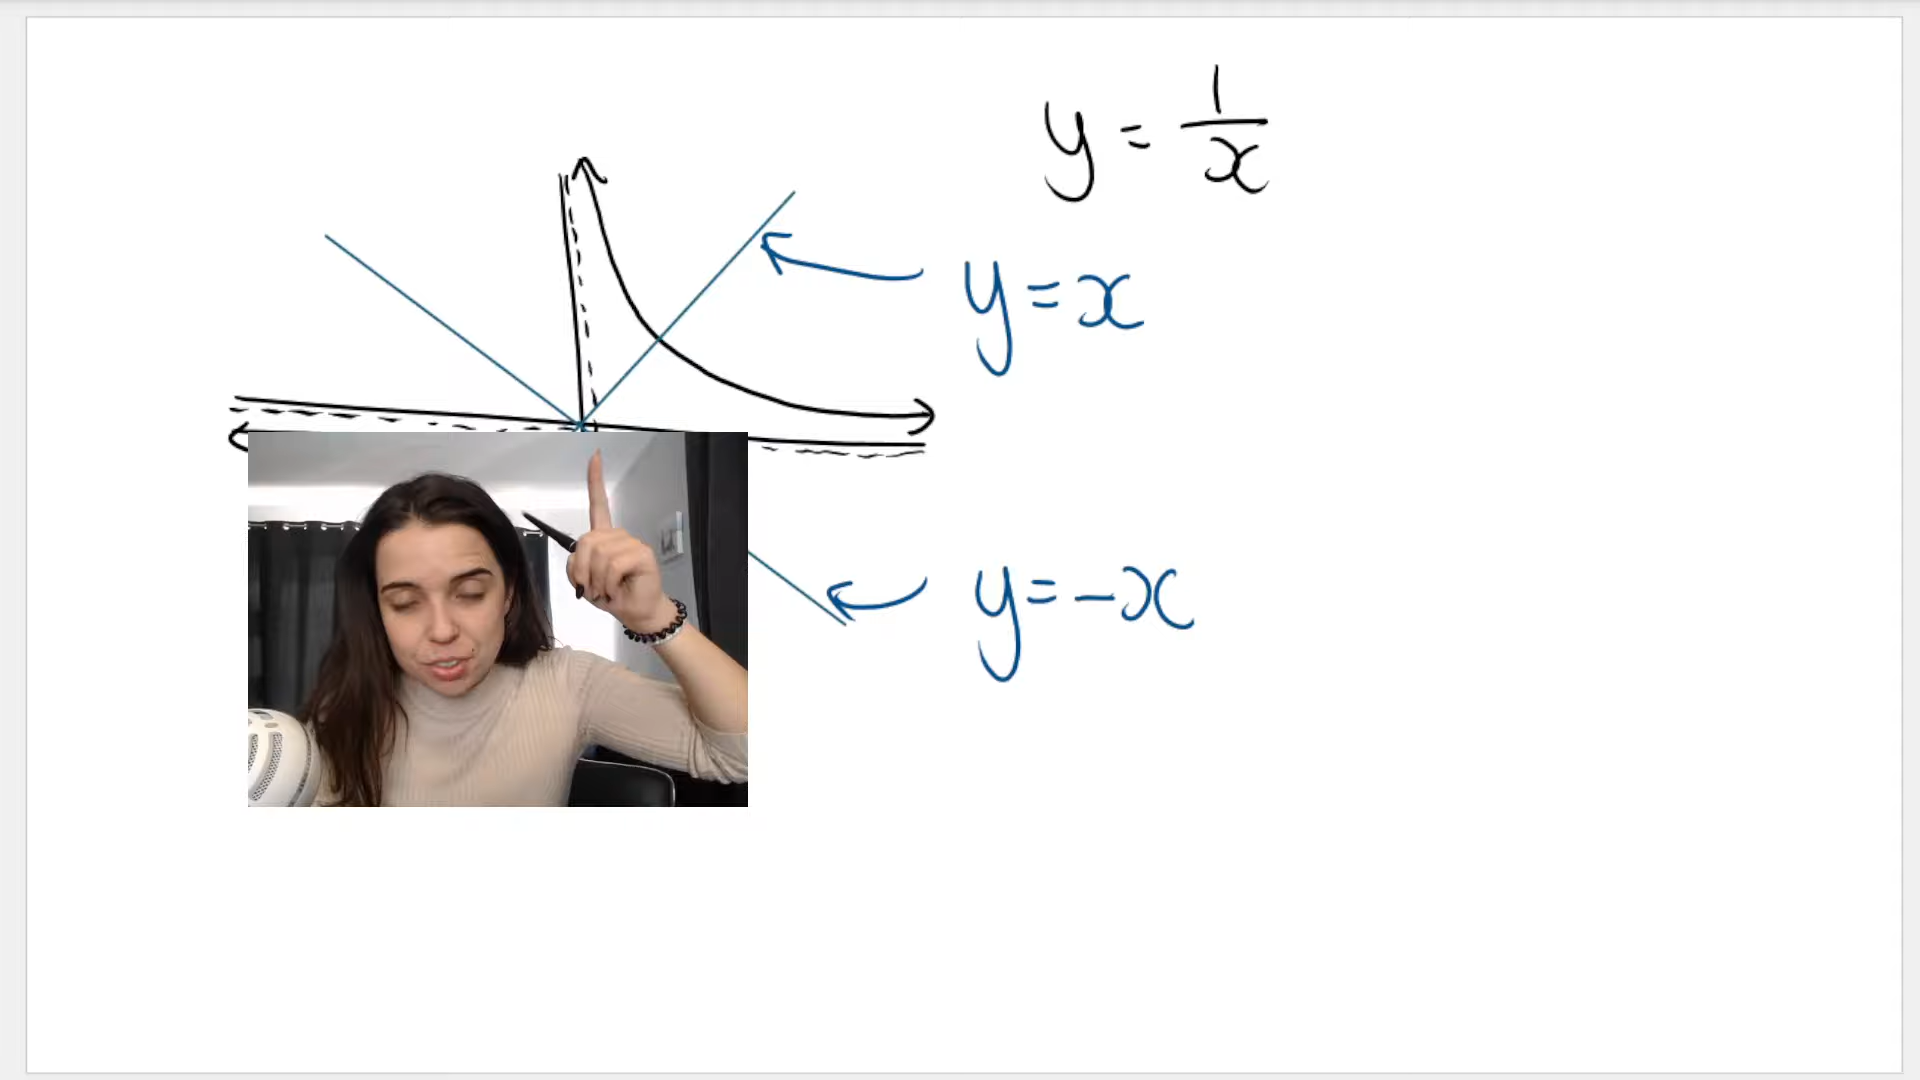 y = 1/x
y = x
y = -x